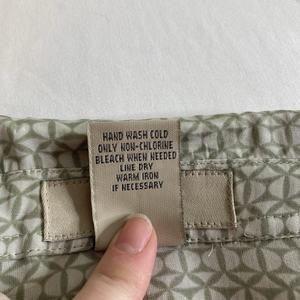 HAND WASH COLD
ONLY NON-CHLORINE
BLEACH WHEN NEEDED
LINE DRY
WARM IRON
IF NECESSARY